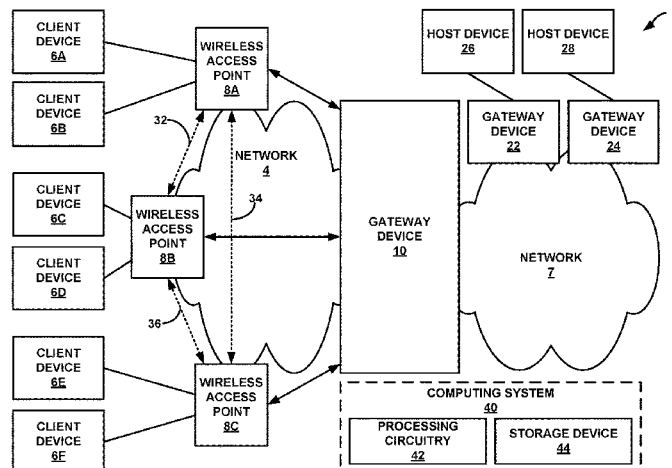 CLIENT
DEVICE
6A
CLIENT
DEVICE
6B
CLIENT
DEVICE
6C
CLIENT
DEVICE
6D
CLIENT
DEVICE
6E
CLIENT
DEVICE
6F
WIRELESS
ACCESS
POINT
8A
32
WIRELESS
ACCESS
POINT
8B
36
WIRELESS
ACCESS
POINT
8C
NETWORK
4
34
GATEWAY
DEVICE
10
HOST DEVICE
26
HOST DEVICE
28
GATEWAY
DEVICE
22
GATEWAY
DEVICE
24
NETWORK
7
COMPUTING SYSTEM
40
PROCESSING
CIRCUITRY
42
STORAGE DEVICE
44